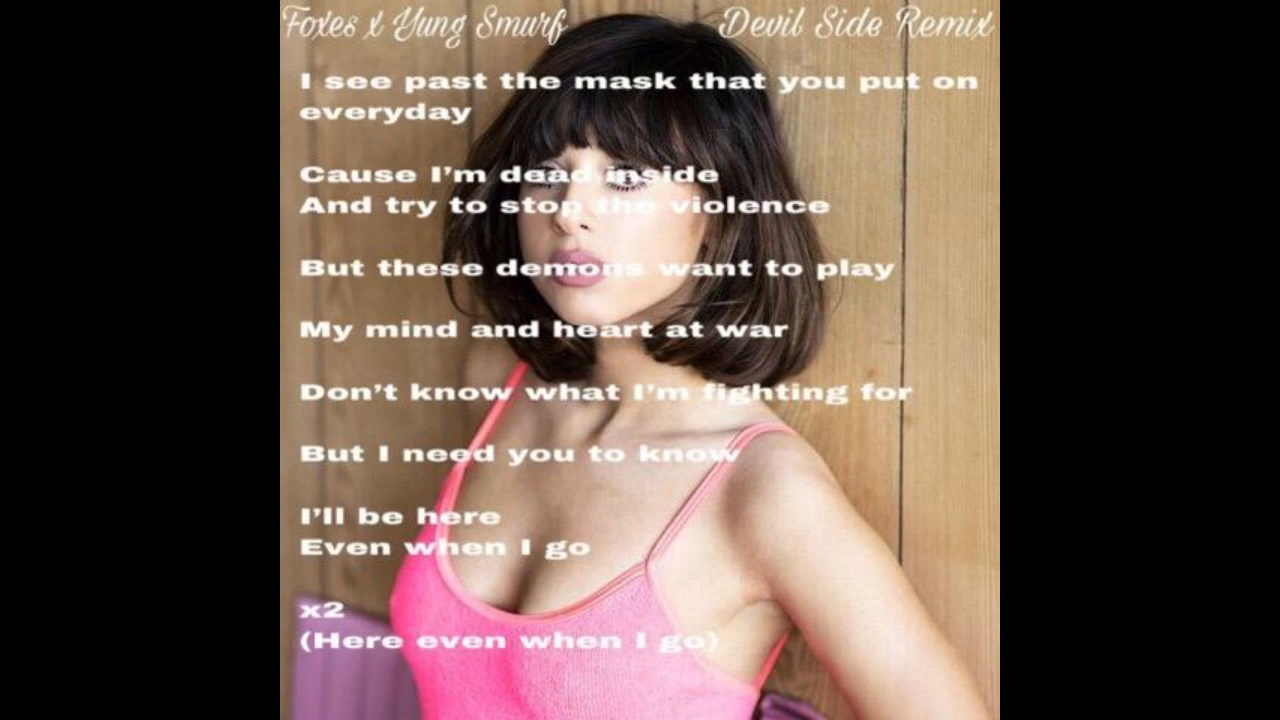 Foxes x Yung Smurf Devil Side Remix
I see past the mask that you put on
everyday
Cause I'm dead inside
And try to stop the violence
But these demons want to play
My mind and heart at war
Don't know what I'm fighting for
But I need you to know
I'll be here
Even when I go
x2
(Here even when I go)